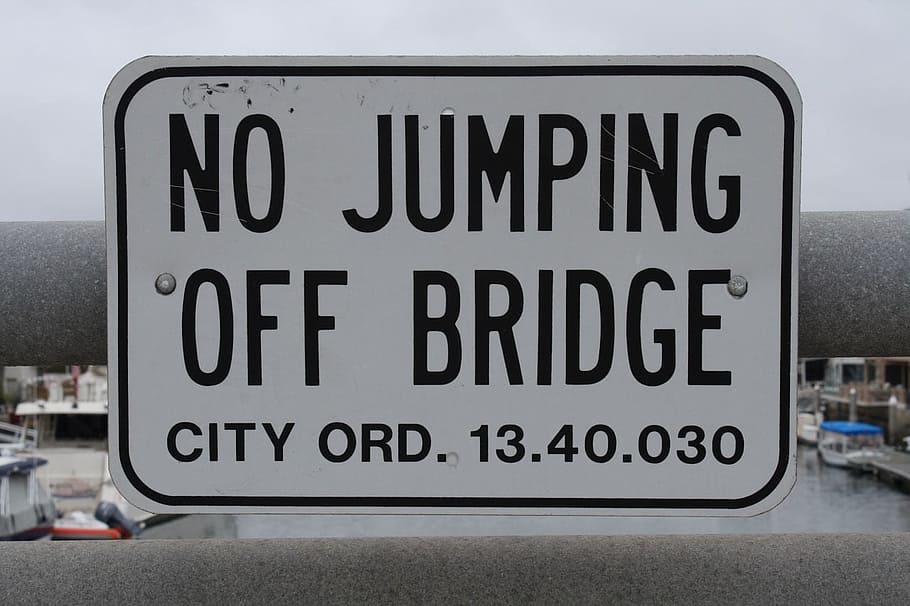 NO JUMPING
OFF BRIDGE
CITY ORD. 13.40.030